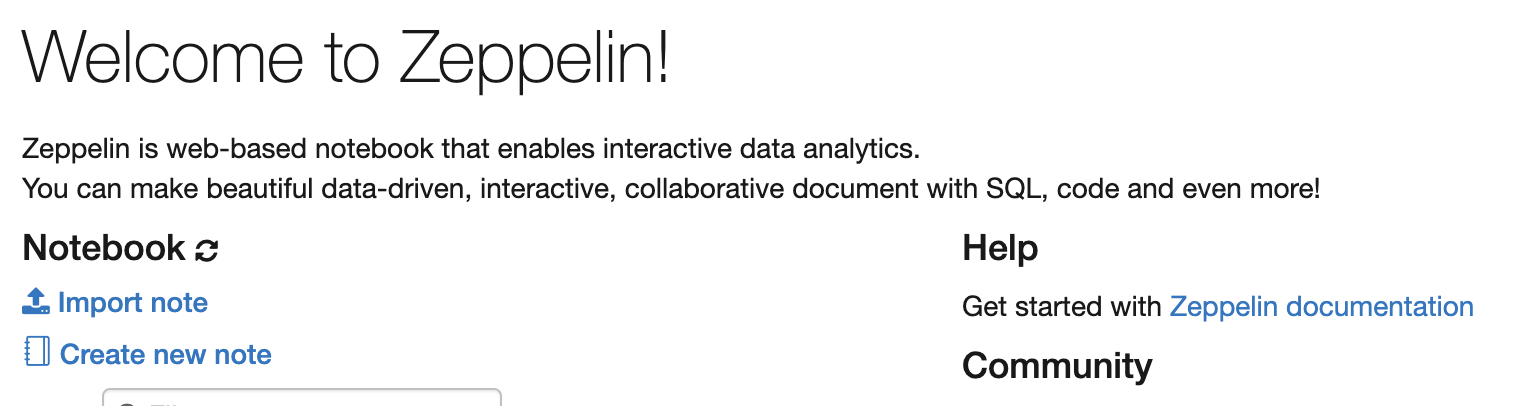 Welcome to Zeppelin!
Zeppelin is web-based notebook that enables interactive data analytics.
You can make beautiful data-driven, interactive, collaborative document with SQL, code and even more!
Notebook
Import note
Create new note
Help
Get started with Zeppelin documentation
Community